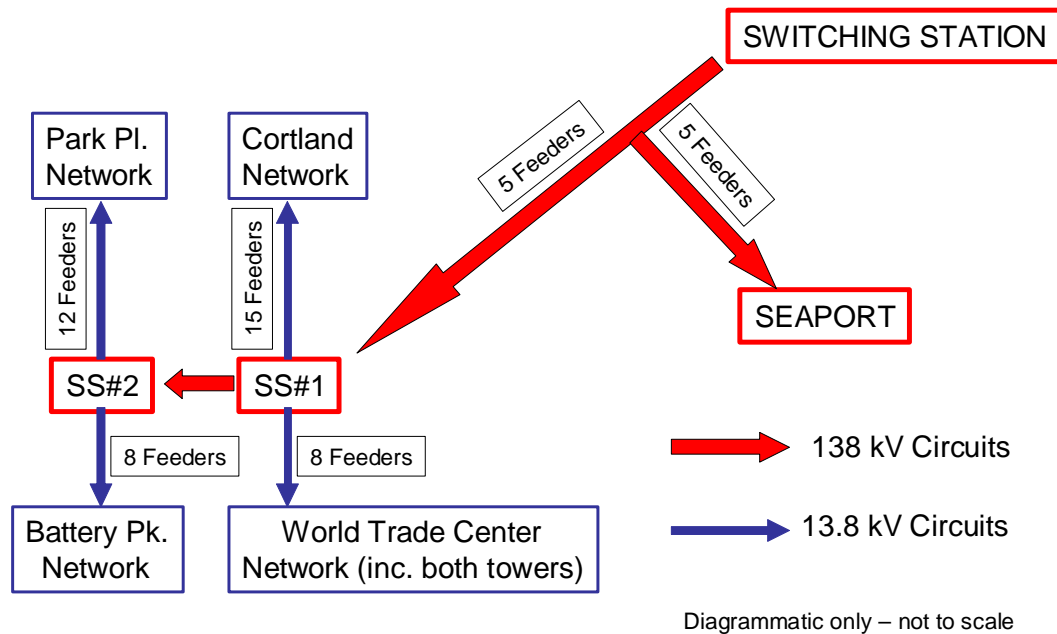 SWITCHING STATION
Park Pl.
Network
Cortland
Network
5 Feeders
5 Feeders
12 Feeders
15 Feeders
SEAPORT
SS#2
SS#1
8 Feeders
8 Feeders
138 kV Circuits
Battery Pk.
Network
World Trade Center
Network (inc. both towers)
13.8 kV Circuits
Diagrammatic only – not to scale